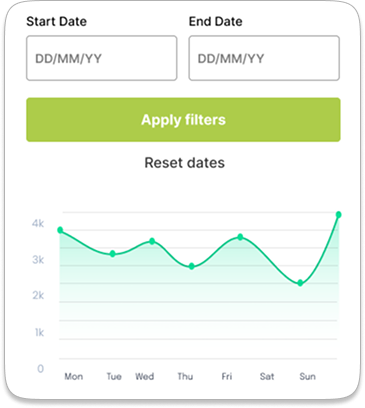 Start Date End Date
DD/MM/YY DD/MM/YY
Apply filters
Reset dates
4k
3k
2k
1k
0
Mon Tue Wed Thu Fri Sat Sun